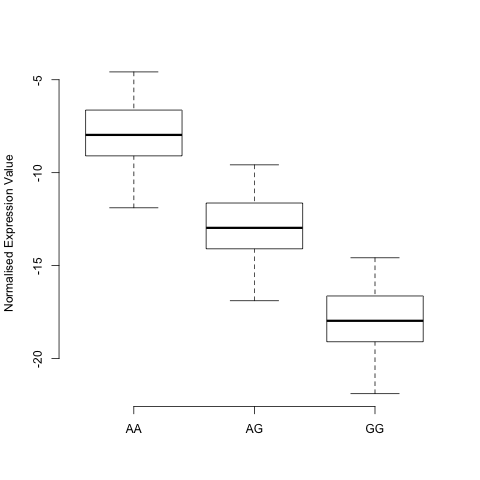 Normalised Expression Value
-5
-10
-15
-20
AA
AG
GG